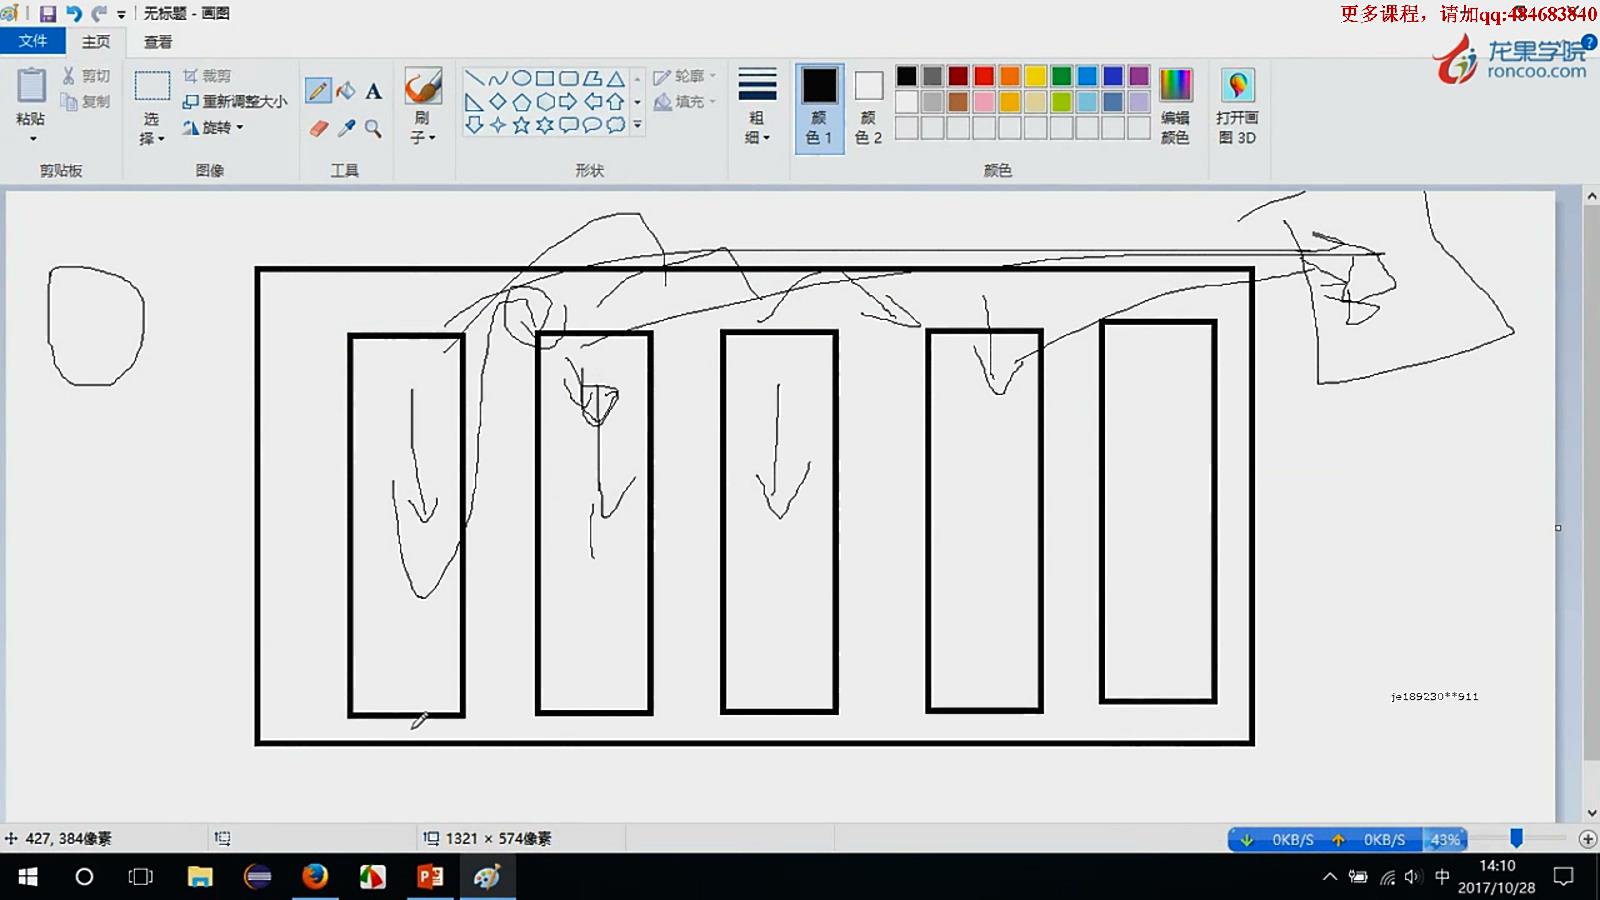 无标题 - 画图
更多课程，请加qq:484683840
文件 主页 查看
龙果学院
roncoo.com
粘贴
剪切
复制
剪贴板
选择
裁剪
重新调整大小
旋转
图像
A
工具
刷子
形状
轮廓
填充
粗细
颜色 1
颜色 2
编辑颜色
颜色
打开画图 3D
je189230**911
427, 384像素
1321 × 574像素
0KB/S
0KB/S
43%
中
14:10
2017/10/28